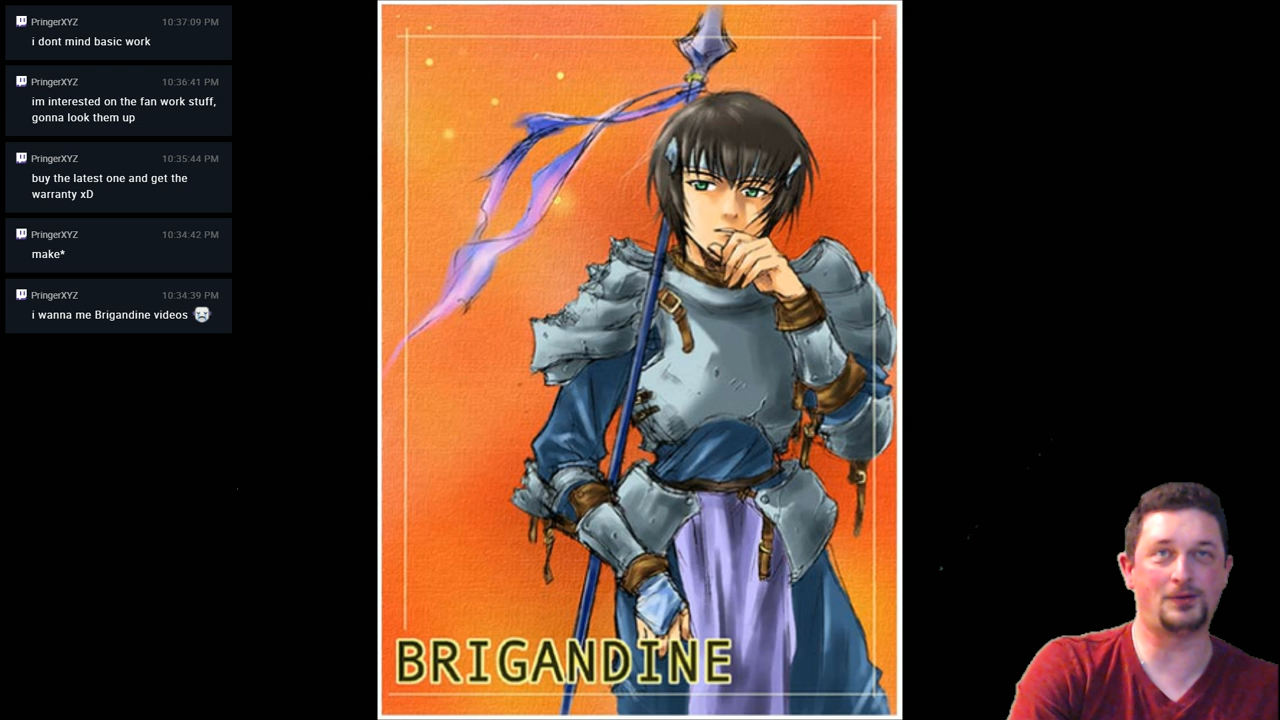 PringerXYZ 10:37:09 PM
i dont mind basic work
PringerXYZ 10:36:41 PM
im interested on the fan work stuff,
gonna look them up
PringerXYZ 10:35:44 PM
buy the latest one and get the
warranty xD
PringerXYZ 10:34:42 PM
make*
PringerXYZ 10:34:39 PM
i wanna me Brigandine videos
BRIGANDINE